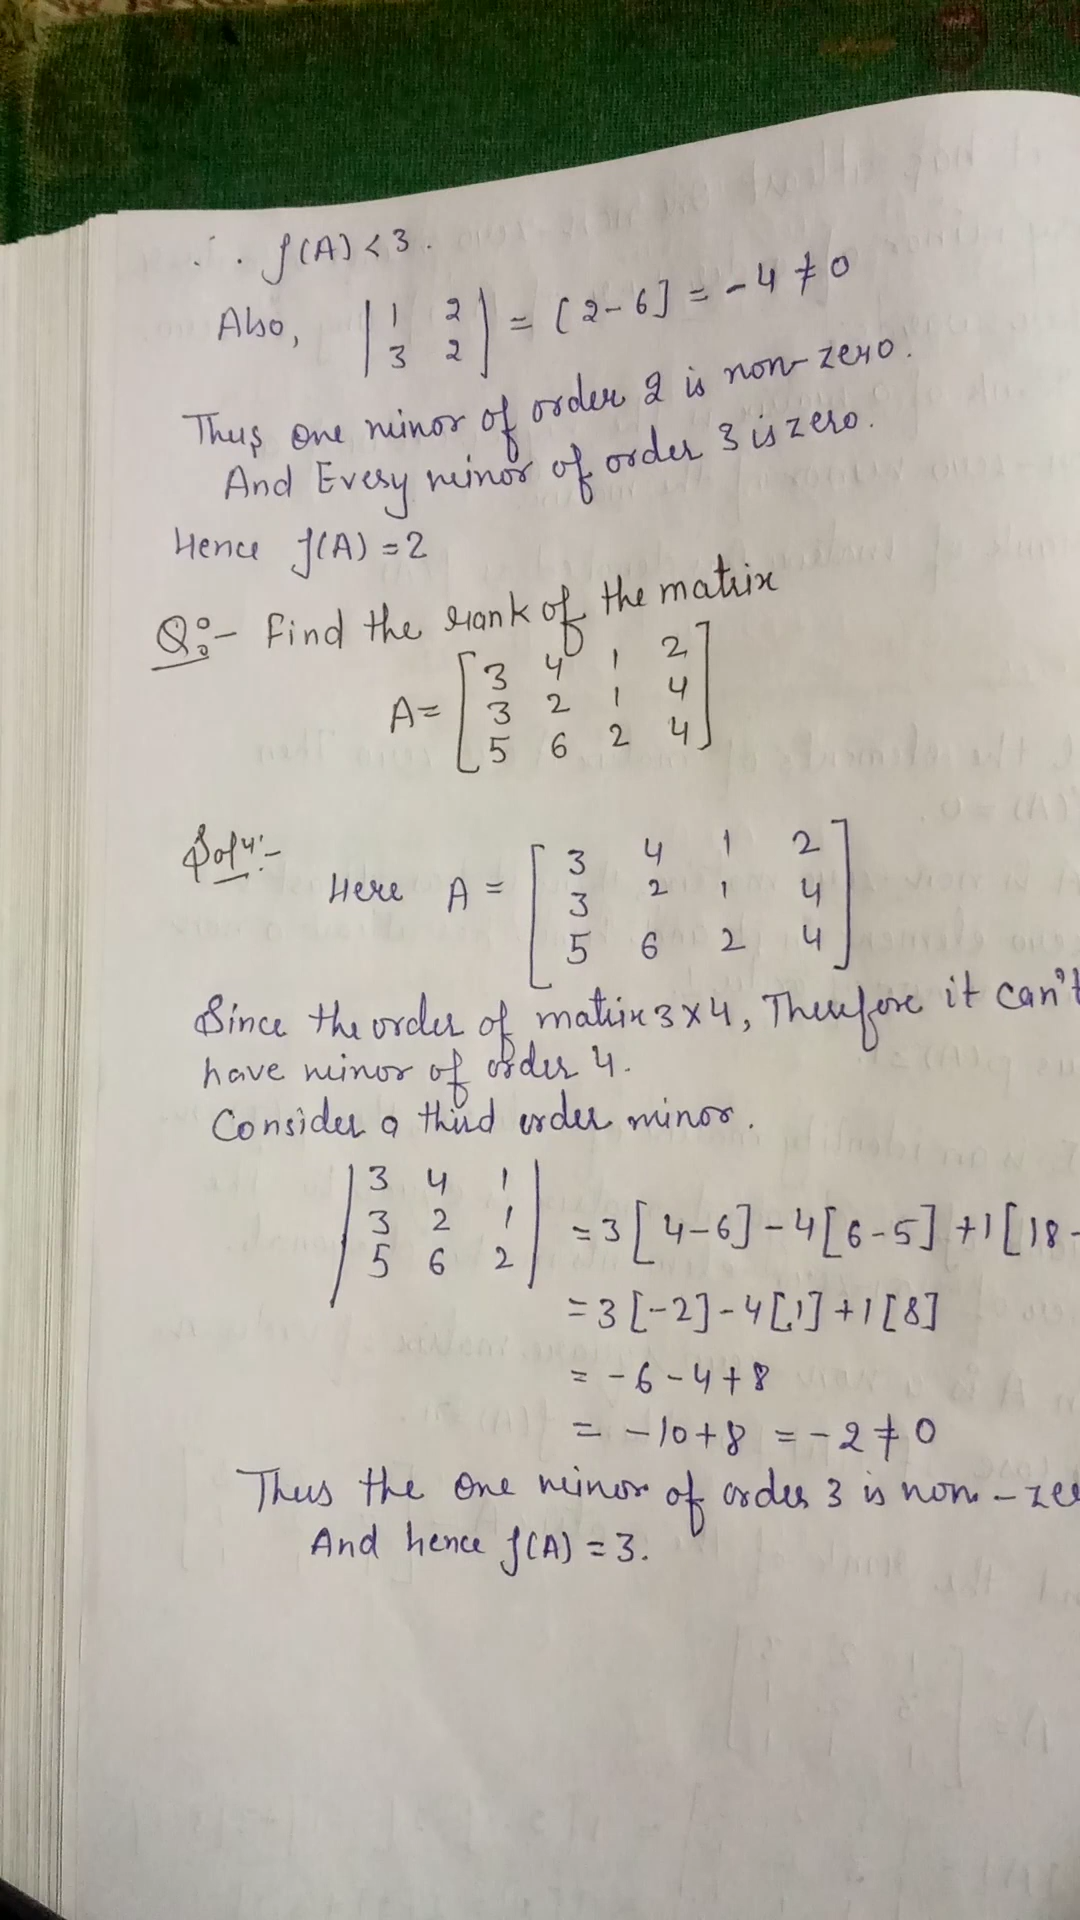 ∴ ƍ(A) < 3.
Also, | 1 2 | = [2-6] = -4 ≠ 0
| 3 2 |
Thus one minor of order 2 is non-zero.
And Every minor of order 3 is zero.
Hence ƍ(A) = 2
Q:- Find the rank of the matrix
A = [ 3 4 1 2
3 2 1 4
5 6 2 4 ]
Solⁿ:-
Here A = [ 3 4 1 2
3 2 1 4
5 6 2 4 ]
Since the order of matrix 3×4, Therefore it can't
have minor of order 4.
Consider a third order minor.
| 3 4 1 |
| 3 2 1 | = 3[4-6] - 4[6-5] + 1[18-
| 5 6 2 |
= 3[-2] - 4[1] + 1[8]
= -6 - 4 + 8
= -10 + 8 = -2 ≠ 0
Thus the one minor of order 3 is non-ze
And hence ƍ(A) = 3.